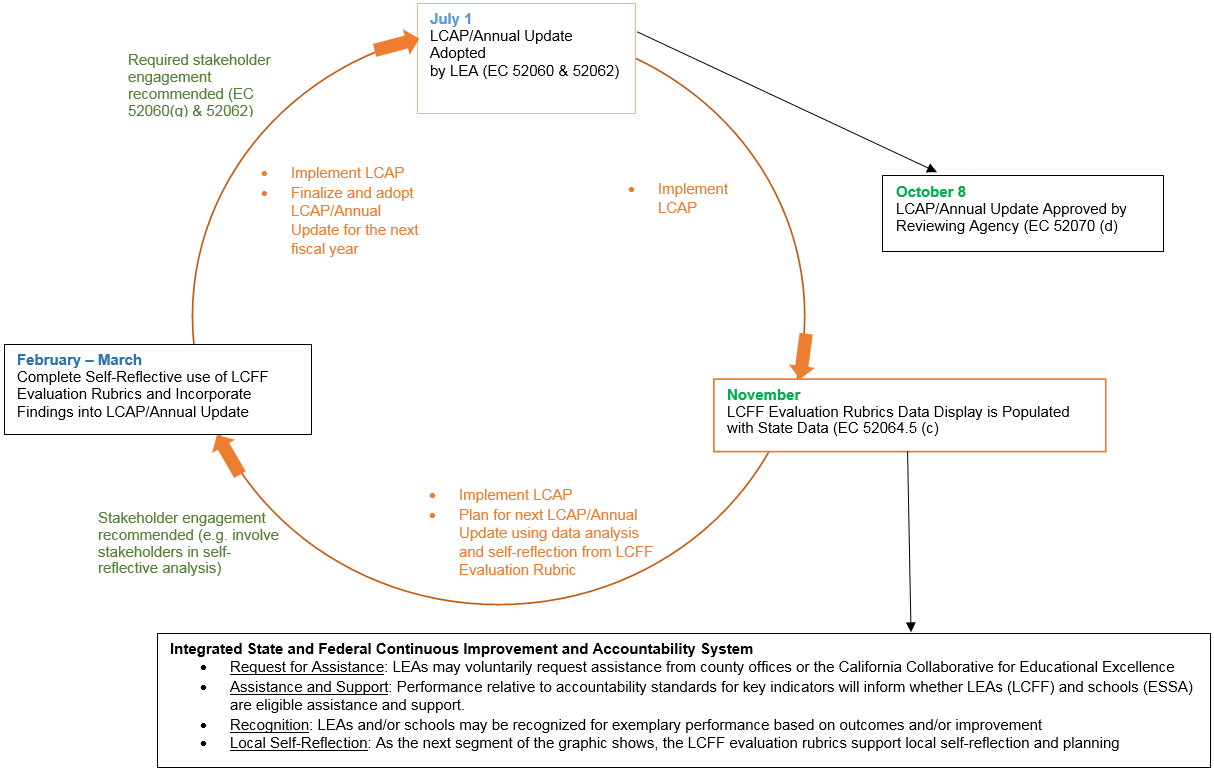 July 1
LCAP/Annual Update
Adopted
by LEA (EC 52060 & 52062)
Required stakeholder
engagement
recommended (EC
52060(g) & 52062)
• Implement LCAP
• Finalize and adopt
LCAP/Annual
Update for the next
fiscal year
• Implement
LCAP
October 8
LCAP/Annual Update Approved by
Reviewing Agency (EC 52070 (d)
February – March
Complete Self-Reflective use of LCFF
Evaluation Rubrics and Incorporate
Findings into LCAP/Annual Update
November
LCFF Evaluation Rubrics Data Display is Populated
with State Data (EC 52064.5 (c)
Stakeholder engagement
recommended (e.g. involve
stakeholders in self-
reflective analysis)
• Implement LCAP
• Plan for next LCAP/Annual
Update using data analysis
and self-reflection from LCFF
Evaluation Rubric
Integrated State and Federal Continuous Improvement and Accountability System
• Request for Assistance: LEAs may voluntarily request assistance from county offices or the California Collaborative for Educational Excellence
• Assistance and Support: Performance relative to accountability standards for key indicators will inform whether LEAs (LCFF) and schools (ESSA)
are eligible assistance and support.
• Recognition: LEAs and/or schools may be recognized for exemplary performance based on outcomes and/or improvement
• Local Self-Reflection: As the next segment of the graphic shows, the LCFF evaluation rubrics support local self-reflection and planning